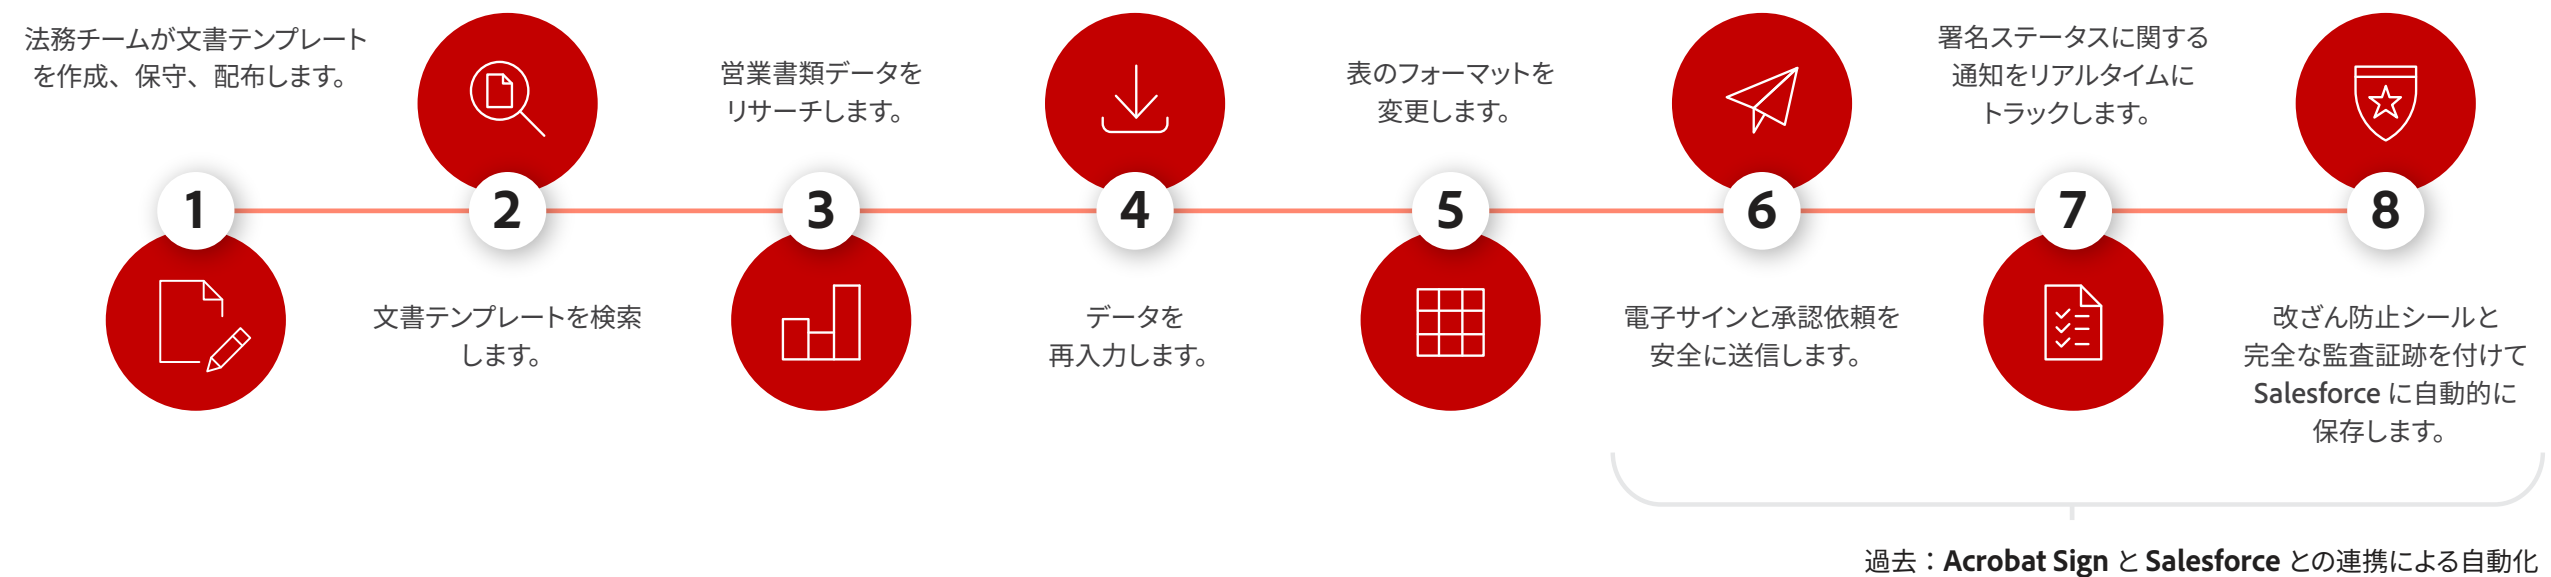 法務チームが文書テンプレート
を作成、保守、配布します。
1
2
文書テンプレートを検索
します。
営業書類データを
リサーチします。
3
4
データを
再入力します。
表のフォーマットを
変更します。
5
6
電子サインと承認依頼を
安全に送信します。
署名ステータスに関する
通知をリアルタイムに
トラックします。
7
8
改ざん防止シールと
完全な監査証跡を付けて
Salesforce に自動的に
保存します。
過去：Acrobat Sign と Salesforce との連携による自動化